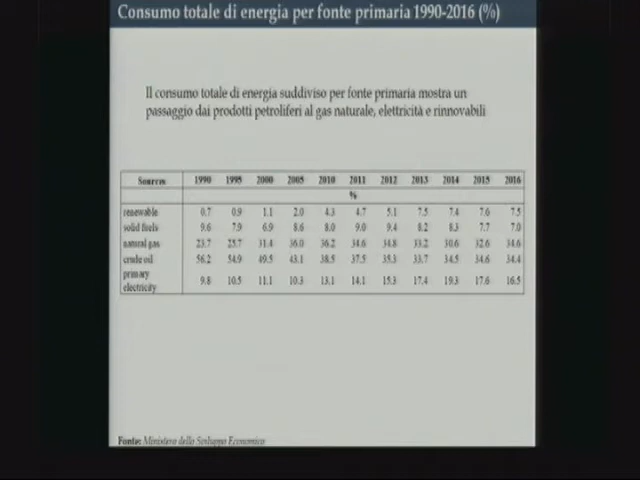 Consumo totale di energia per fonte primaria 1990-2016 (%)
Il consumo totale di energia suddiviso per fonte primaria mostra un
passaggio dai prodotti petroliferi al gas naturale, elettricità e rinnovabili
Sources 1990 1995 2000 2005 2010 2011 2012 2013 2014 2015 2016
%
renewable 0.7 0.9 1.1 2.0 4.3 4.7 5.1 7.5 7.4 7.6 7.5
solid fuels 9.6 7.9 6.9 8.6 8.0 9.0 9.4 8.2 8.3 7.7 7.0
natural gas 23.7 25.7 31.4 36.0 36.2 34.6 34.8 33.2 30.6 32.6 34.6
crude oil 56.2 54.9 49.5 43.1 38.5 37.5 35.3 33.7 34.5 34.6 34.4
primary
electricity 9.8 10.5 11.1 10.3 13.1 14.1 15.3 17.4 19.3 17.6 16.5
Fonte: Ministero dello Sviluppo Economico